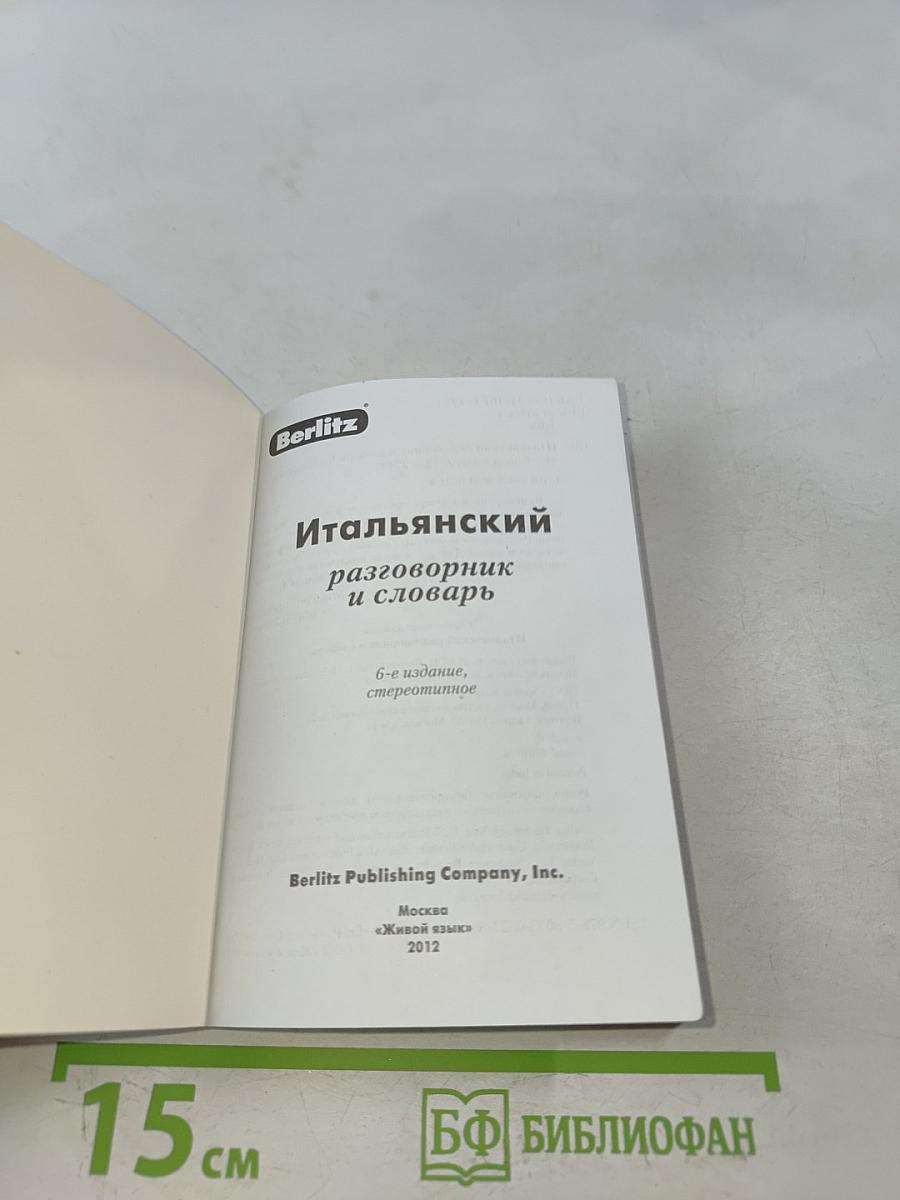 Berlitz
Итальянский
разговорник
и словарь
6-е издание,
стереотипное
Berlitz Publishing Company, Inc.
Москва
«Живой язык»
2012
15 см
БФ БИБЛИОФАН